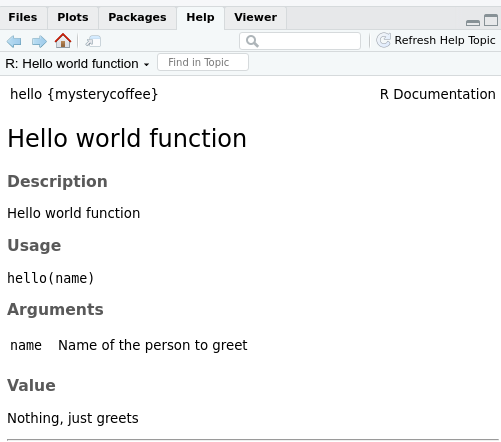 Files Plots Packages Help Viewer
Refresh Help Topic
R: Hello world function Find in Topic
hello {mysterycoffee} R Documentation
Hello world function
Description
Hello world function
Usage
hello(name)
Arguments
name Name of the person to greet
Value
Nothing, just greets